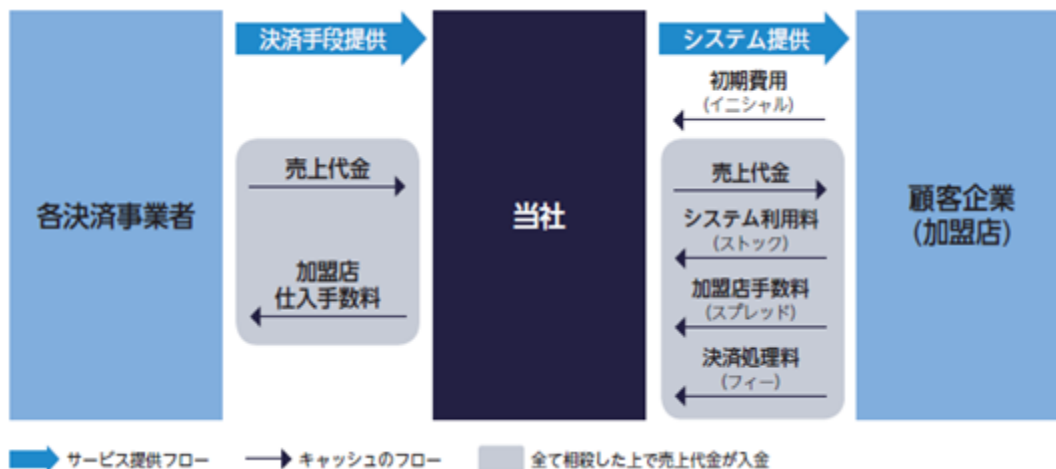 決済手段提供
システム提供
初期費用
(イニシャル)
売上代金
売上代金
各決済事業者
当社
顧客企業
(加盟店)
システム利用料
(ストック)
加盟店
仕入手数料
加盟店手数料
(スプレッド)
決済処理料
(フィー)
サービス提供フロー
キャッシュのフロー
全て相殺した上で売上代金が入金